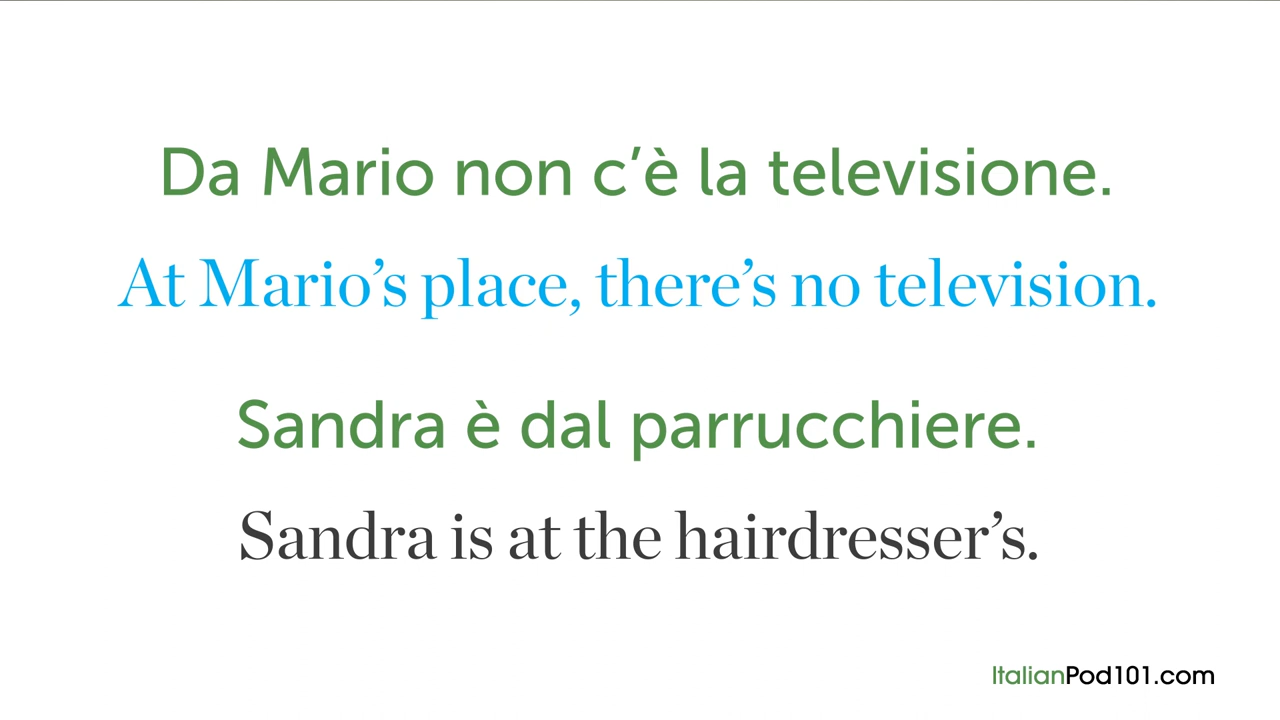 Da Mario non c’è la televisione.
At Mario’s place, there’s no television.
Sandra è dal parrucchiere.
Sandra is at the hairdresser’s.
ItalianPod101.com